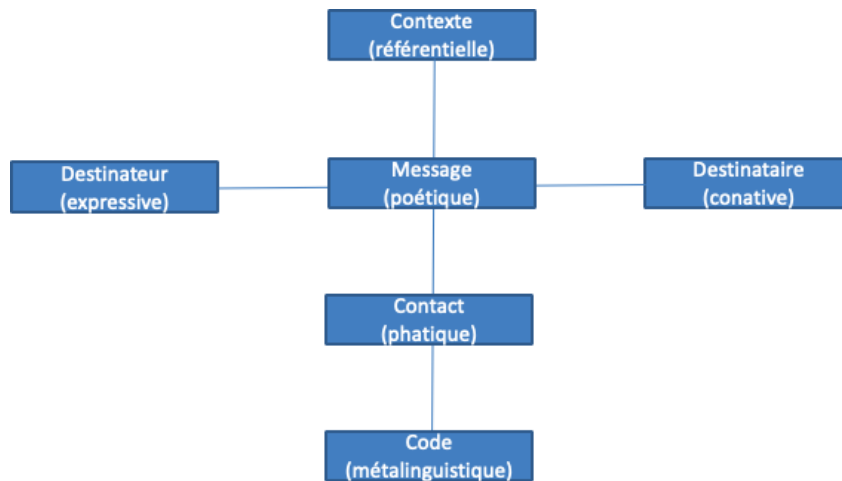 Contexte
(référentielle)
Destinateur
(expressive)
Message
(poétique)
Destinataire
(conative)
Contact
(phatique)
Code
(métalinguistique)